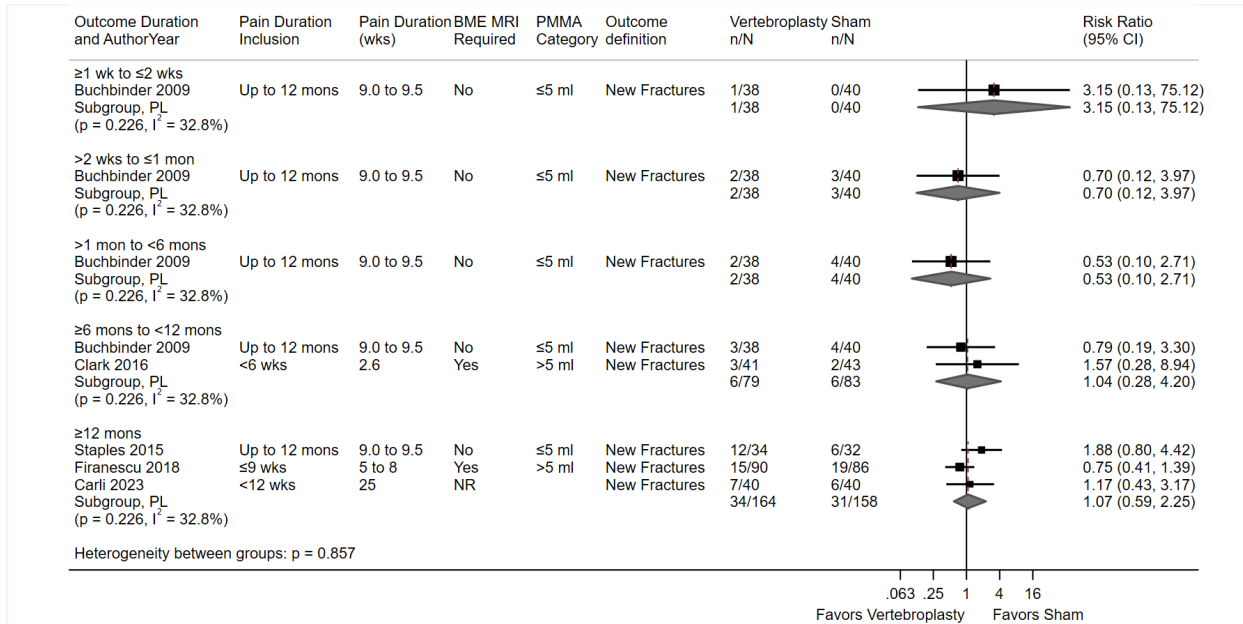 Outcome Duration and AuthorYear Pain Duration Inclusion Pain Duration (wks) BME MRI Required PMMA Category Outcome definition Vertebroplasty n/N Sham n/N Risk Ratio (95% CI)
≥1 wk to ≤2 wks
Buchbinder 2009 Up to 12 mons 9.0 to 9.5 No ≤5 ml New Fractures 1/38 0/40 3.15 (0.13, 75.12)
Subgroup, PL 1/38 0/40 3.15 (0.13, 75.12)
(p = 0.226, I² = 32.8%)
>2 wks to ≤1 mon
Buchbinder 2009 Up to 12 mons 9.0 to 9.5 No ≤5 ml New Fractures 2/38 3/40 0.70 (0.12, 3.97)
Subgroup, PL 2/38 3/40 0.70 (0.12, 3.97)
(p = 0.226, I² = 32.8%)
>1 mon to <6 mons
Buchbinder 2009 Up to 12 mons 9.0 to 9.5 No ≤5 ml New Fractures 2/38 4/40 0.53 (0.10, 2.71)
Subgroup, PL 2/38 4/40 0.53 (0.10, 2.71)
(p = 0.226, I² = 32.8%)
≥6 mons to <12 mons
Buchbinder 2009 Up to 12 mons 9.0 to 9.5 No ≤5 ml New Fractures 3/38 4/40 0.79 (0.19, 3.30)
Clark 2016 <6 wks 2.6 Yes >5 ml New Fractures 3/41 2/43 1.57 (0.28, 8.94)
Subgroup, PL 6/79 6/83 1.04 (0.28, 4.20)
(p = 0.226, I² = 32.8%)
≥12 mons
Staples 2015 Up to 12 mons 9.0 to 9.5 No ≤5 ml New Fractures 12/34 6/32 1.88 (0.80, 4.42)
Firanescu 2018 ≤9 wks 5 to 8 Yes >5 ml New Fractures 15/90 19/86 0.75 (0.41, 1.39)
Carli 2023 <12 wks 25 NR New Fractures 7/40 6/40 1.17 (0.43, 3.17)
Subgroup, PL 34/164 31/158 1.07 (0.59, 2.25)
(p = 0.226, I² = 32.8%)
Heterogeneity between groups: p = 0.857
.063 .25 1 4 16
Favors Vertebroplasty Favors Sham